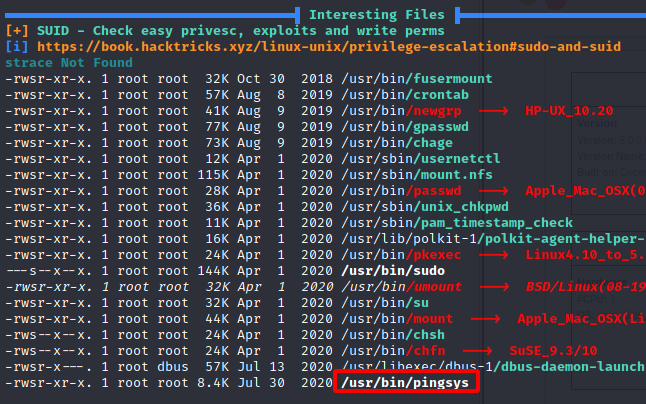 Interesting Files
[+] SUID - Check easy privesc, exploits and write perms
[i] https://book.hacktricks.xyz/linux-unix/privilege-escalation#sudo-and-suid
strace Not Found
-rwsr-xr-x. 1 root root  32K Oct 30  2018 /usr/bin/fusermount
-rwsr-xr-x. 1 root root  57K Aug  8  2019 /usr/bin/crontab
-rwsr-xr-x. 1 root root  41K Aug  9  2019 /usr/bin/newgrp  --->  HP-UX_10.20
-rwsr-xr-x. 1 root root  77K Aug  9  2019 /usr/bin/gpasswd
-rwsr-xr-x. 1 root root  73K Aug  9  2019 /usr/bin/chage
-rwsr-xr-x. 1 root root  12K Apr  1  2020 /usr/sbin/usernetctl
-rwsr-xr-x. 1 root root 115K Apr  1  2020 /usr/sbin/mount.nfs
-rwsr-xr-x. 1 root root  28K Apr  1  2020 /usr/bin/passwd  --->  Apple_Mac_OSX(0
-rwsr-xr-x. 1 root root  36K Apr  1  2020 /usr/sbin/unix_chkpwd
-rwsr-xr-x. 1 root root  11K Apr  1  2020 /usr/sbin/pam_timestamp_check
-rwsr-xr-x. 1 root root  16K Apr  1  2020 /usr/lib/polkit-1/polkit-agent-helper-
-rwsr-xr-x. 1 root root  24K Apr  1  2020 /usr/bin/pkexec  --->  Linux4.10_to_5.
---s--x--x. 1 root root 144K Apr  1  2020 /usr/bin/sudo
-rwsr-xr-x. 1 root root  32K Apr  1  2020 /usr/bin/umount  --->  BSD/Linux(08-19
-rwsr-xr-x. 1 root root  32K Apr  1  2020 /usr/bin/su
-rwsr-xr-x. 1 root root  44K Apr  1  2020 /usr/bin/mount  --->  Apple_Mac_OSX(Li
-rws--x--x. 1 root root  24K Apr  1  2020 /usr/bin/chsh
-rws--x--x. 1 root root  24K Apr  1  2020 /usr/bin/chfn  --->  SuSE_9.3/10
-rwsr-x---. 1 root dbus  57K Jul 13  2020 /usr/libexec/dbus-1/dbus-daemon-launch
-rwsr-xr-x. 1 root root 8.4K Jul 30  2020 /usr/bin/pingsys